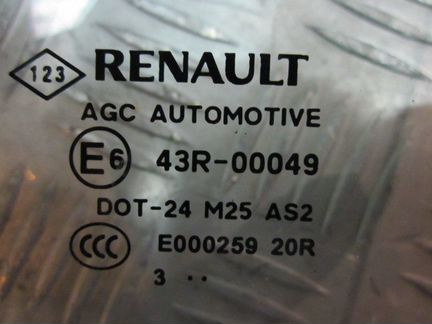 123 RENAULT
AGC AUTOMOTIVE
E6 43R-00049
DOT-24 M25 AS2
CCC E000259 20R
3 ..